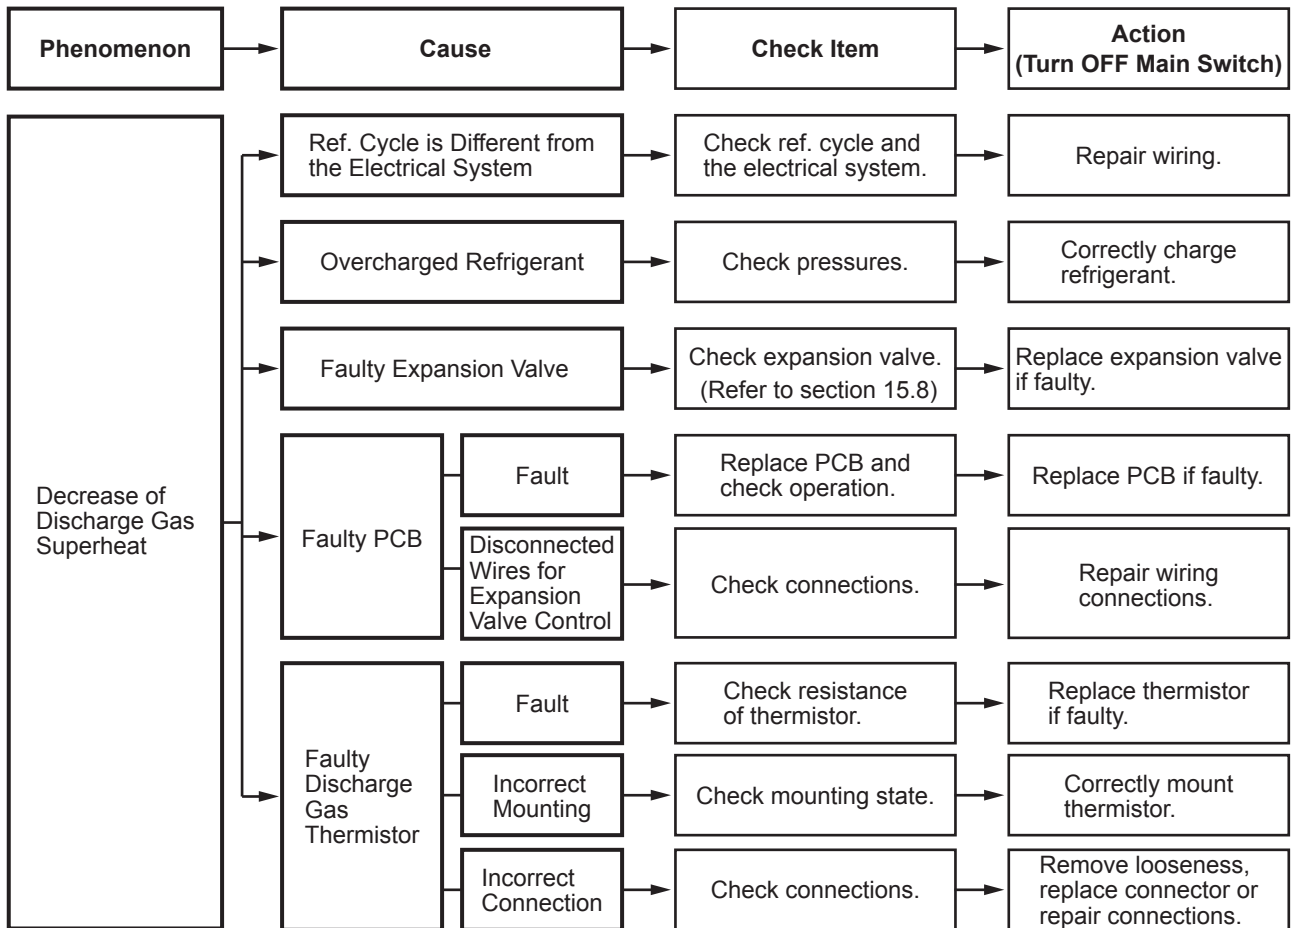 Phenomenon
Cause
Check Item
Action
(Turn OFF Main Switch)
Decrease of
Discharge Gas
Superheat
Ref. Cycle is Different from
the Electrical System
Check ref. cycle and
the electrical system.
Repair wiring.
Overcharged Refrigerant
Check pressures.
Correctly charge
refrigerant.
Faulty Expansion Valve
Check expansion valve.
(Refer to section 15.8)
Replace expansion valve
if faulty.
Faulty PCB
Fault
Replace PCB and
check operation.
Replace PCB if faulty.
Disconnected
Wires for
Expansion
Valve Control
Check connections.
Repair wiring
connections.
Faulty
Discharge
Gas
Thermistor
Fault
Check resistance
of thermistor.
Replace thermistor
if faulty.
Incorrect
Mounting
Check mounting state.
Correctly mount
thermistor.
Incorrect
Connection
Check connections.
Remove looseness,
replace connector or
repair connections.